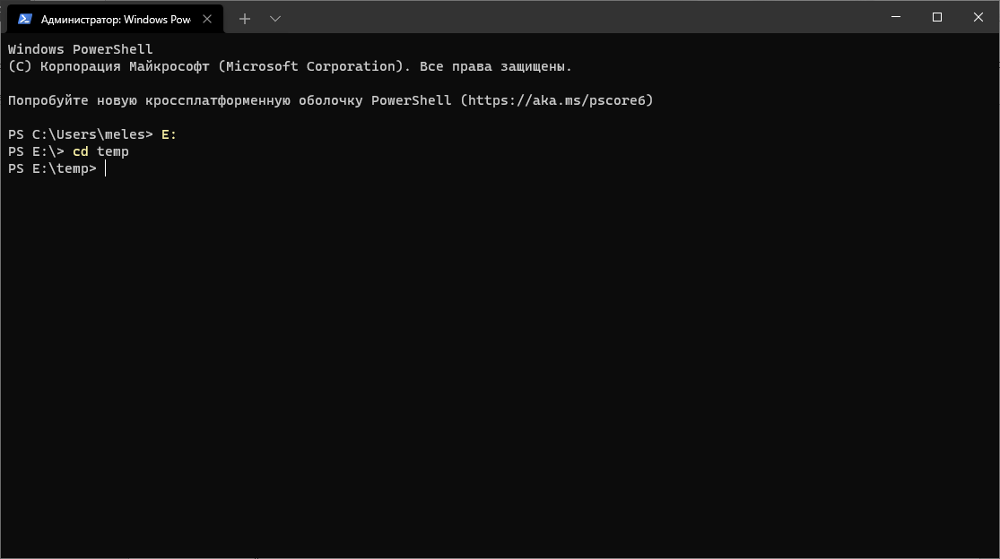 Администратор: Windows Pow
Windows PowerShell
(C) Корпорация Майкрософт (Microsoft Corporation). Все права защищены.
Попробуйте новую кроссплатформенную оболочку PowerShell (https://aka.ms/pscore6)
PS C:\Users\meles> E:
PS E:\> cd temp
PS E:\temp>